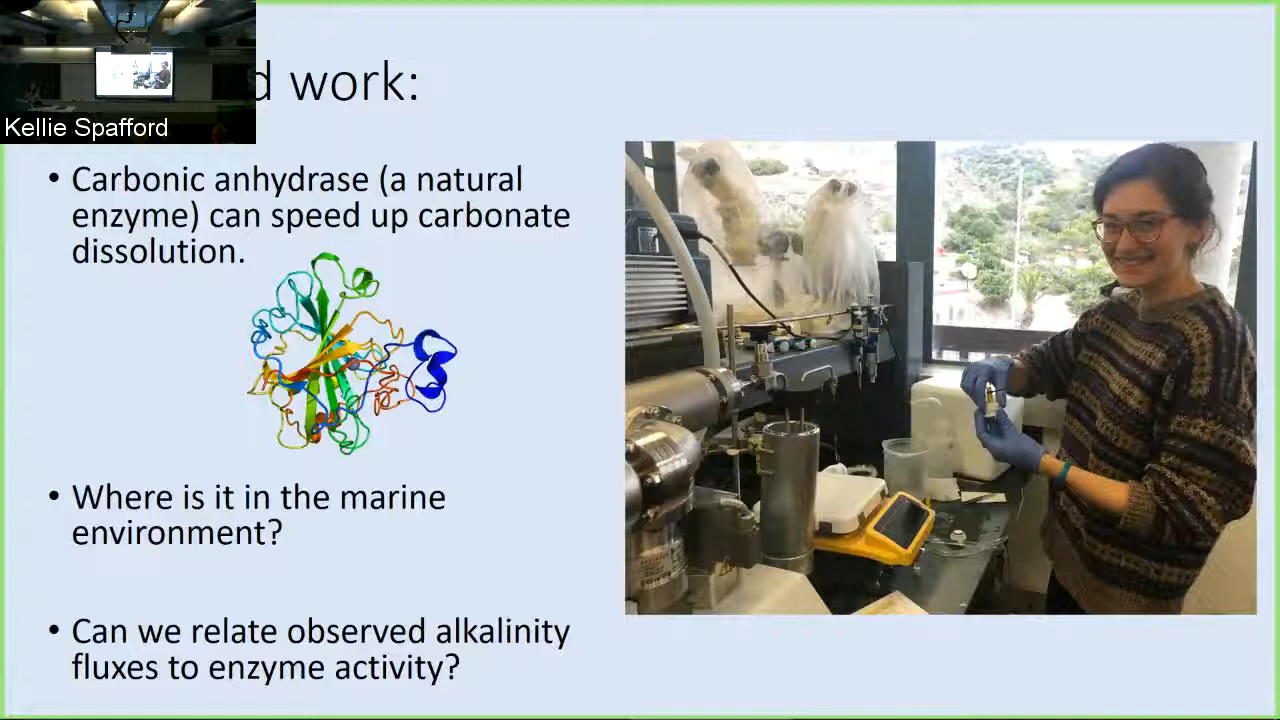 d work:
Kellie Spafford
• Carbonic anhydrase (a natural
enzyme) can speed up carbonate
dissolution.
• Where is it in the marine
environment?
• Can we relate observed alkalinity
fluxes to enzyme activity?